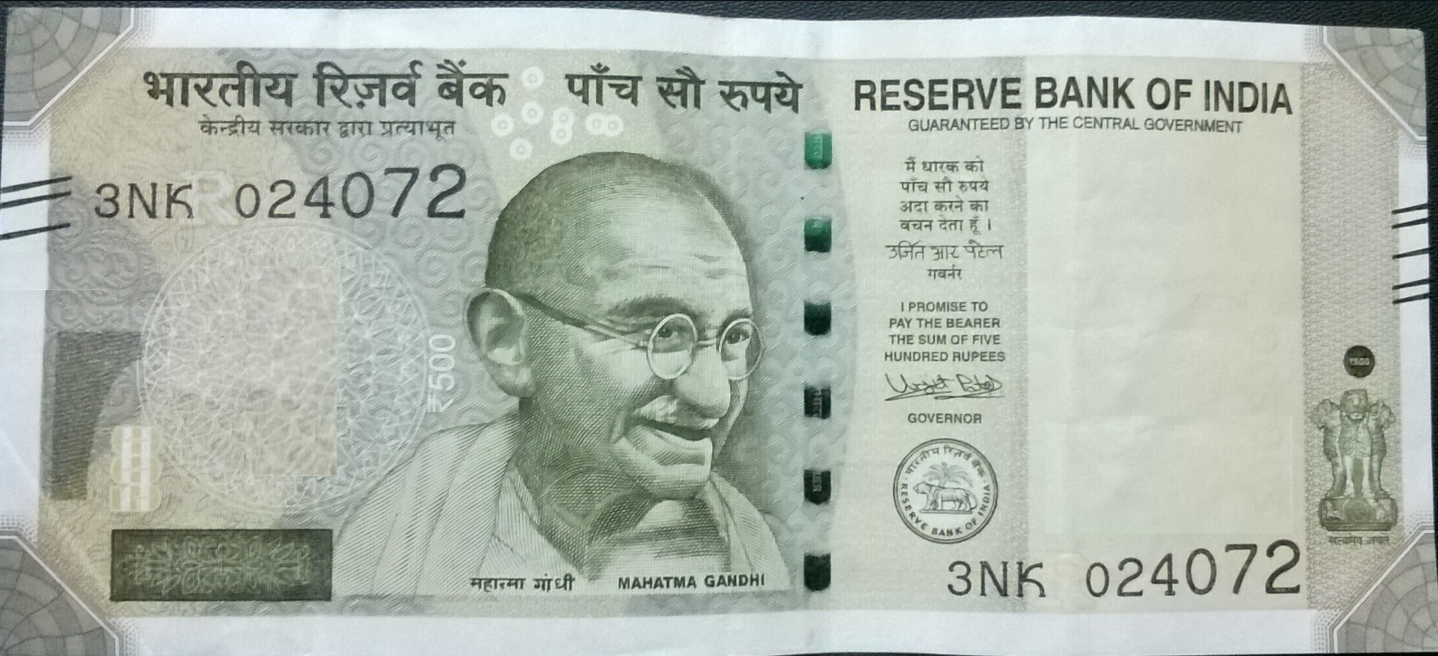 भारतीय रिज़र्व बैंक
केन्द्रीय सरकार द्वारा प्रत्याभूत
पाँच सौ रुपये
RESERVE BANK OF INDIA
GUARANTEED BY THE CENTRAL GOVERNMENT
3NK 024072
₹500
मैं धारक को
पाँच सौ रुपये
अदा करने का
वचन देता हूँ ।
उर्जित आर पटेल
गवर्नर
I PROMISE TO
PAY THE BEARER
THE SUM OF FIVE
HUNDRED RUPEES
Urjit Patel
GOVERNOR
भारतीय रिज़र्व बैंक
RESERVE BANK OF INDIA
₹500
सत्यमेव जयते
महात्मा गांधी
MAHATMA GANDHI
3NK 024072